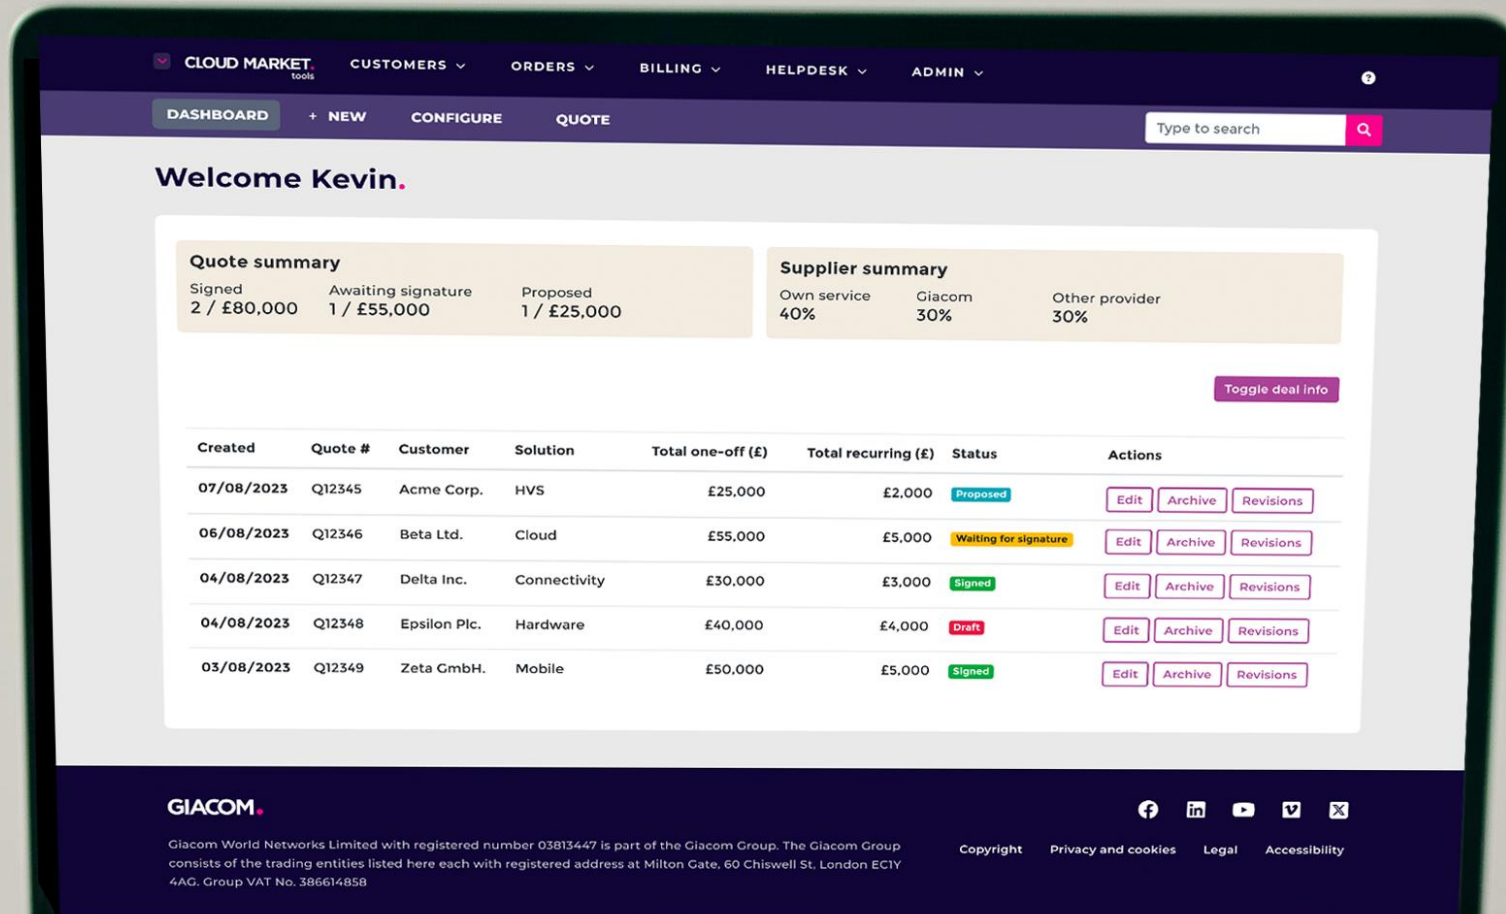 CLOUD MARKET. CUSTOMERS ORDERS BILLING HELPDESK ADMIN ?
tools
DASHBOARD + NEW CONFIGURE QUOTE Type to search
Welcome Kevin.
Quote summary
Signed Awaiting signature Proposed
2 / £80,000 1 / £55,000 1 / £25,000
Supplier summary
Own service Giacom Other provider
40% 30% 30%
Toggle deal info
Created Quote # Customer Solution Total one-off (£) Total recurring (£) Status Actions
07/08/2023 Q12345 Acme Corp. HVS £25,000 £2,000 Proposed Edit Archive Revisions
06/08/2023 Q12346 Beta Ltd. Cloud £55,000 £5,000 Waiting for signature Edit Archive Revisions
04/08/2023 Q12347 Delta Inc. Connectivity £30,000 £3,000 Signed Edit Archive Revisions
04/08/2023 Q12348 Epsilon Plc. Hardware £40,000 £4,000 Draft Edit Archive Revisions
03/08/2023 Q12349 Zeta GmbH. Mobile £50,000 £5,000 Signed Edit Archive Revisions
GIACOM.
Giacom World Networks Limited with registered number 03813447 is part of the Giacom Group. The Giacom Group
consists of the trading entities listed here each with registered address at Milton Gate, 60 Chiswell St, London EC1Y
4AG. Group VAT No. 386614858
Copyright Privacy and cookies Legal Accessibility